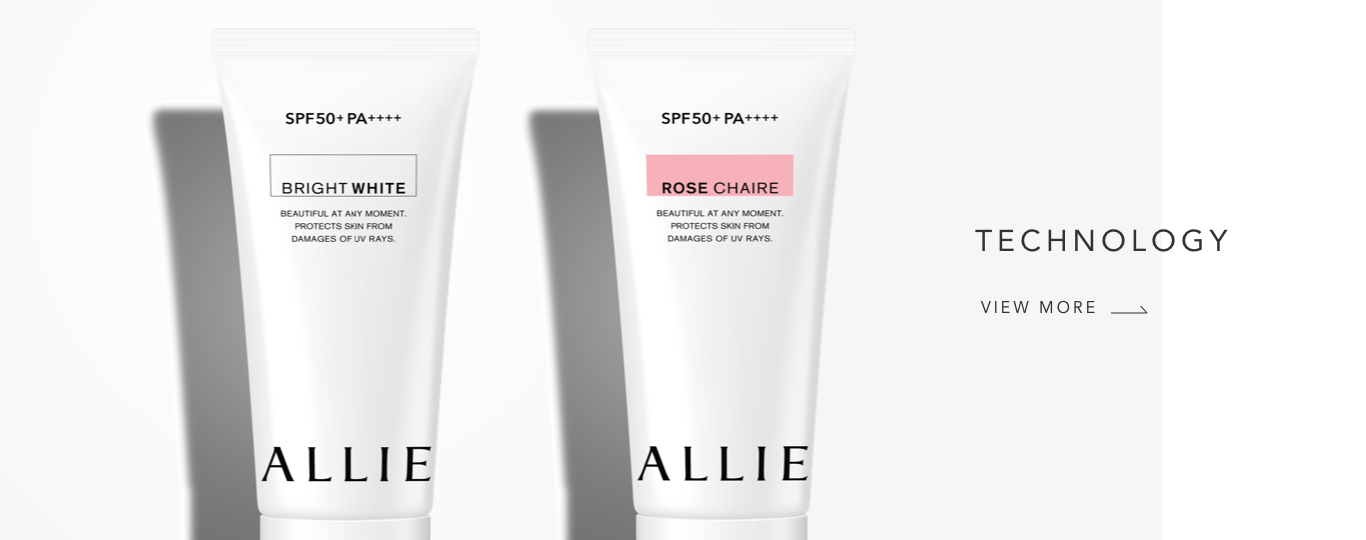 SPF50+ PA++++
BRIGHT WHITE
BEAUTIFUL AT ANY MOMENT.
PROTECTS SKIN FROM
DAMAGES OF UV RAYS.
ALLIE
SPF50+ PA++++
ROSE CHAIRE
BEAUTIFUL AT ANY MOMENT.
PROTECTS SKIN FROM
DAMAGES OF UV RAYS.
ALLIE
TECHNOLOGY
VIEW MORE